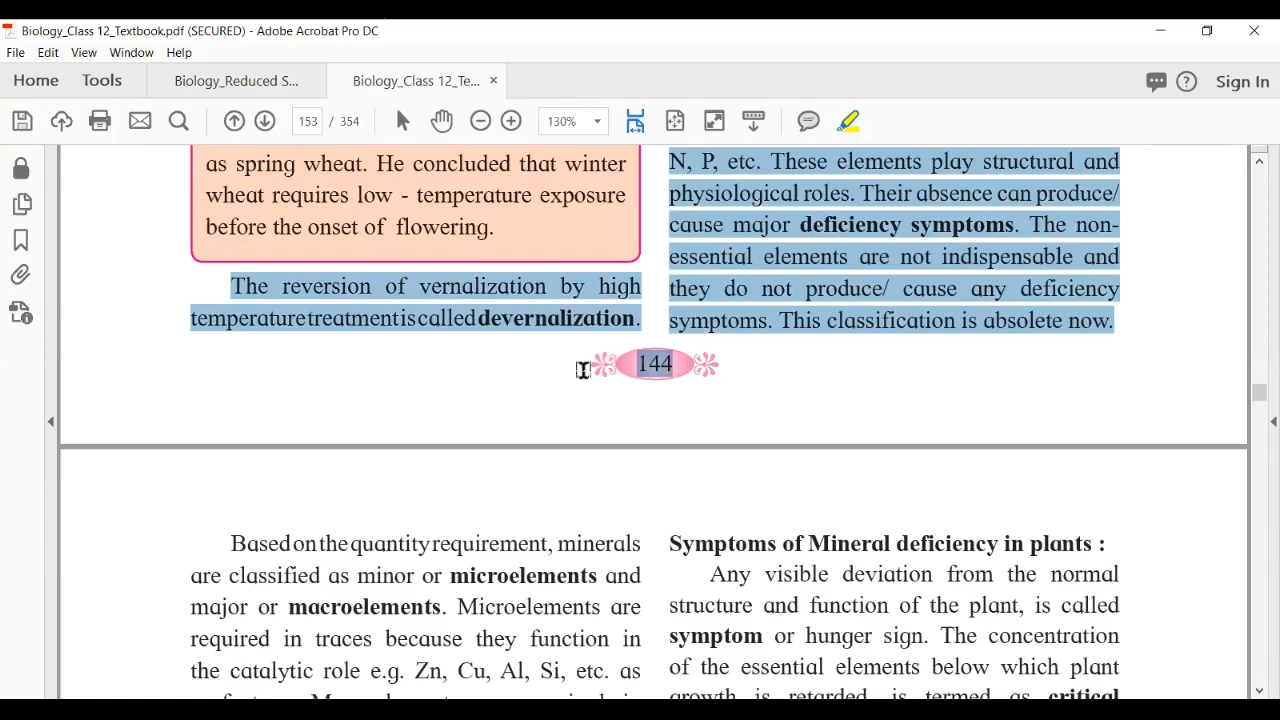 Biology_Class 12_Textbook.pdf (SECURED) - Adobe Acrobat Pro DC
File Edit View Window Help
Home Tools Biology_Reduced S... Biology_Class 12_Te... ×
153 / 354 130% Sign In
as spring wheat. He concluded that winter
wheat requires low - temperature exposure
before the onset of flowering.
The reversion of vernalization by high
temperature treatment is called devernalization.
N, P, etc. These elements play structural and
physiological roles. Their absence can produce/
cause major deficiency symptoms. The non-
essential elements are not indispensable and
they do not produce/ cause any deficiency
symptoms. This classification is absolete now.
144
Based on the quantity requirement, minerals
are classified as minor or microelements and
major or macroelements. Microelements are
required in traces because they function in
the catalytic role e.g. Zn, Cu, Al, Si, etc. as
Symptoms of Mineral deficiency in plants :
Any visible deviation from the normal
structure and function of the plant, is called
symptom or hunger sign. The concentration
of the essential elements below which plant
growth is retarded, is termed as critical